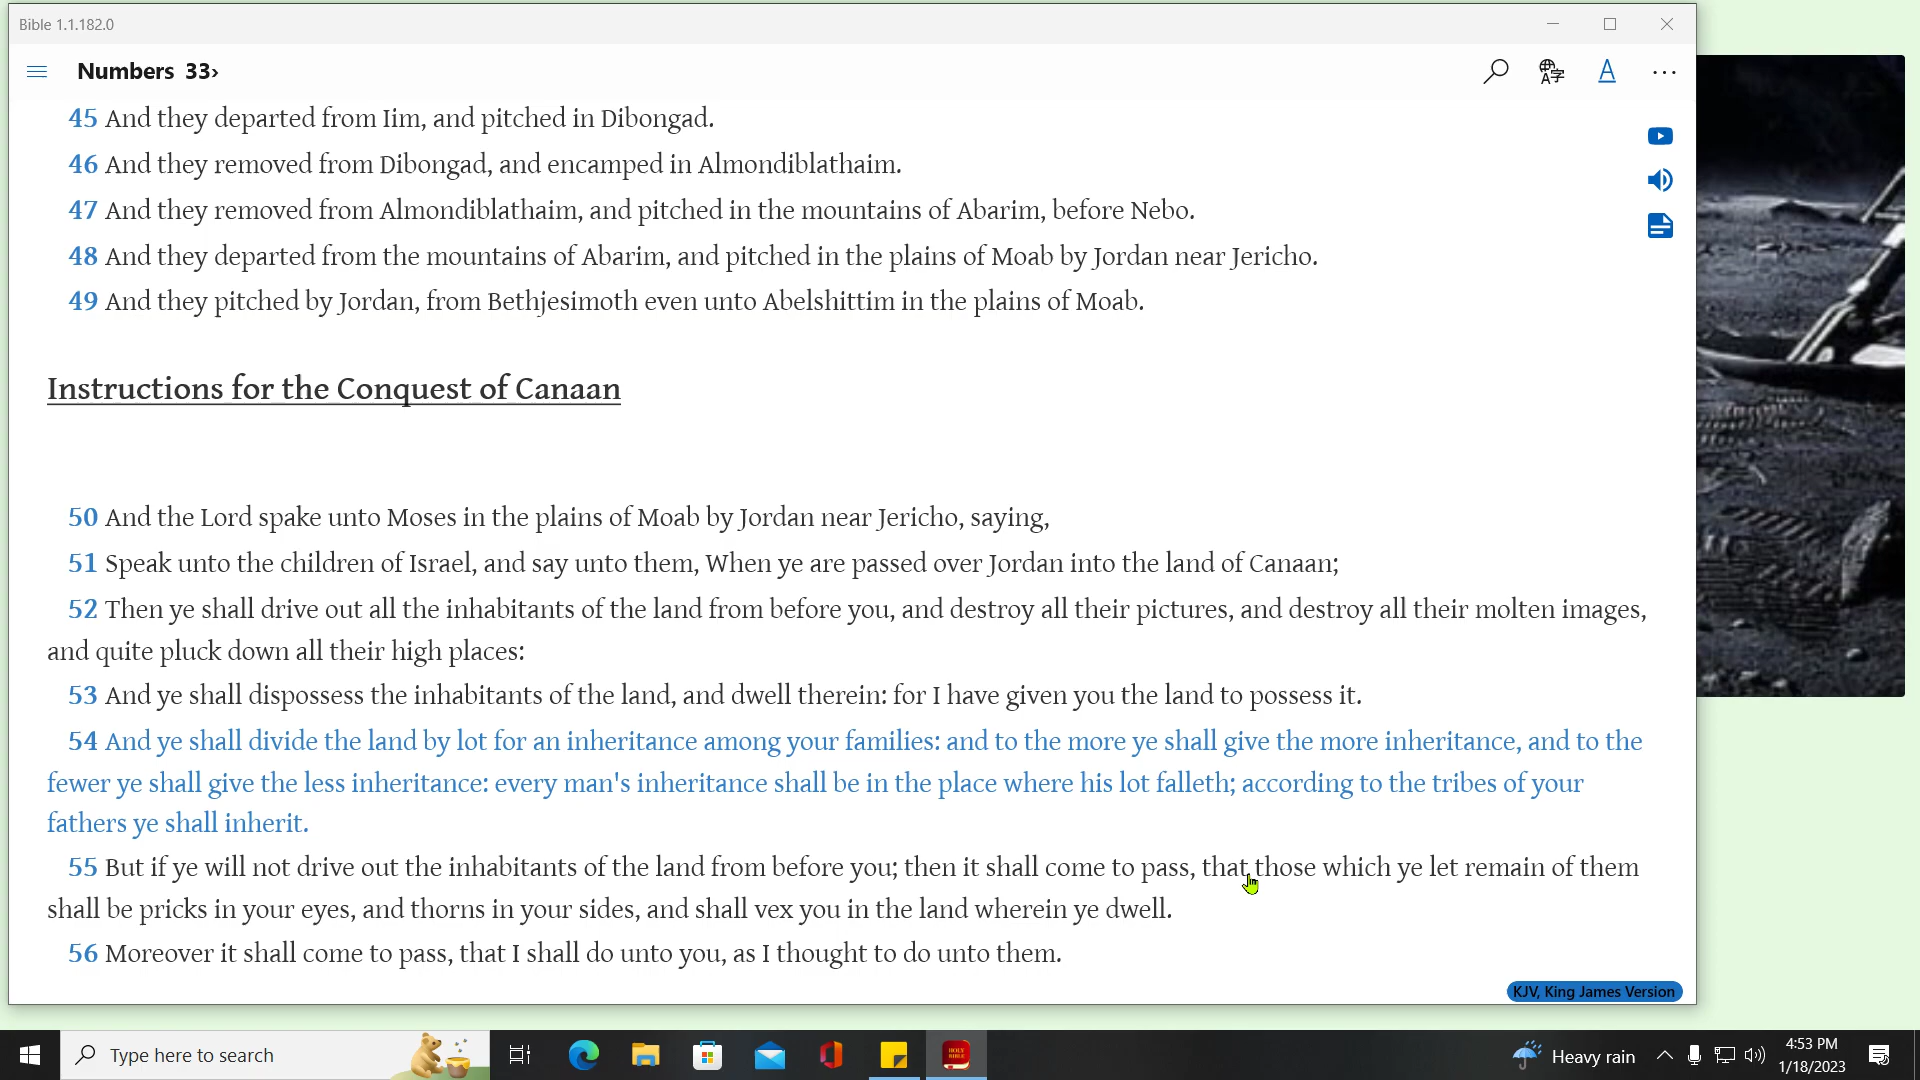 Bible 1.1.182.0
Numbers 33›
45 And they departed from Iim, and pitched in Dibongad.
46 And they removed from Dibongad, and encamped in Almondiblathaim.
47 And they removed from Almondiblathaim, and pitched in the mountains of Abarim, before Nebo.
48 And they departed from the mountains of Abarim, and pitched in the plains of Moab by Jordan near Jericho.
49 And they pitched by Jordan, from Bethjesimoth even unto Abelshittim in the plains of Moab.
Instructions for the Conquest of Canaan
50 And the Lord spake unto Moses in the plains of Moab by Jordan near Jericho, saying,
51 Speak unto the children of Israel, and say unto them, When ye are passed over Jordan into the land of Canaan;
52 Then ye shall drive out all the inhabitants of the land from before you, and destroy all their pictures, and destroy all their molten images,
and quite pluck down all their high places:
53 And ye shall dispossess the inhabitants of the land, and dwell therein: for I have given you the land to possess it.
54 And ye shall divide the land by lot for an inheritance among your families: and to the more ye shall give the more inheritance, and to the
fewer ye shall give the less inheritance: every man's inheritance shall be in the place where his lot falleth; according to the tribes of your
fathers ye shall inherit.
55 But if ye will not drive out the inhabitants of the land from before you; then it shall come to pass, that those which ye let remain of them
shall be pricks in your eyes, and thorns in your sides, and shall vex you in the land wherein ye dwell.
56 Moreover it shall come to pass, that I shall do unto you, as I thought to do unto them.
KJV, King James Version
Type here to search
HOLY BIBLE
Heavy rain
4:53 PM
1/18/2023